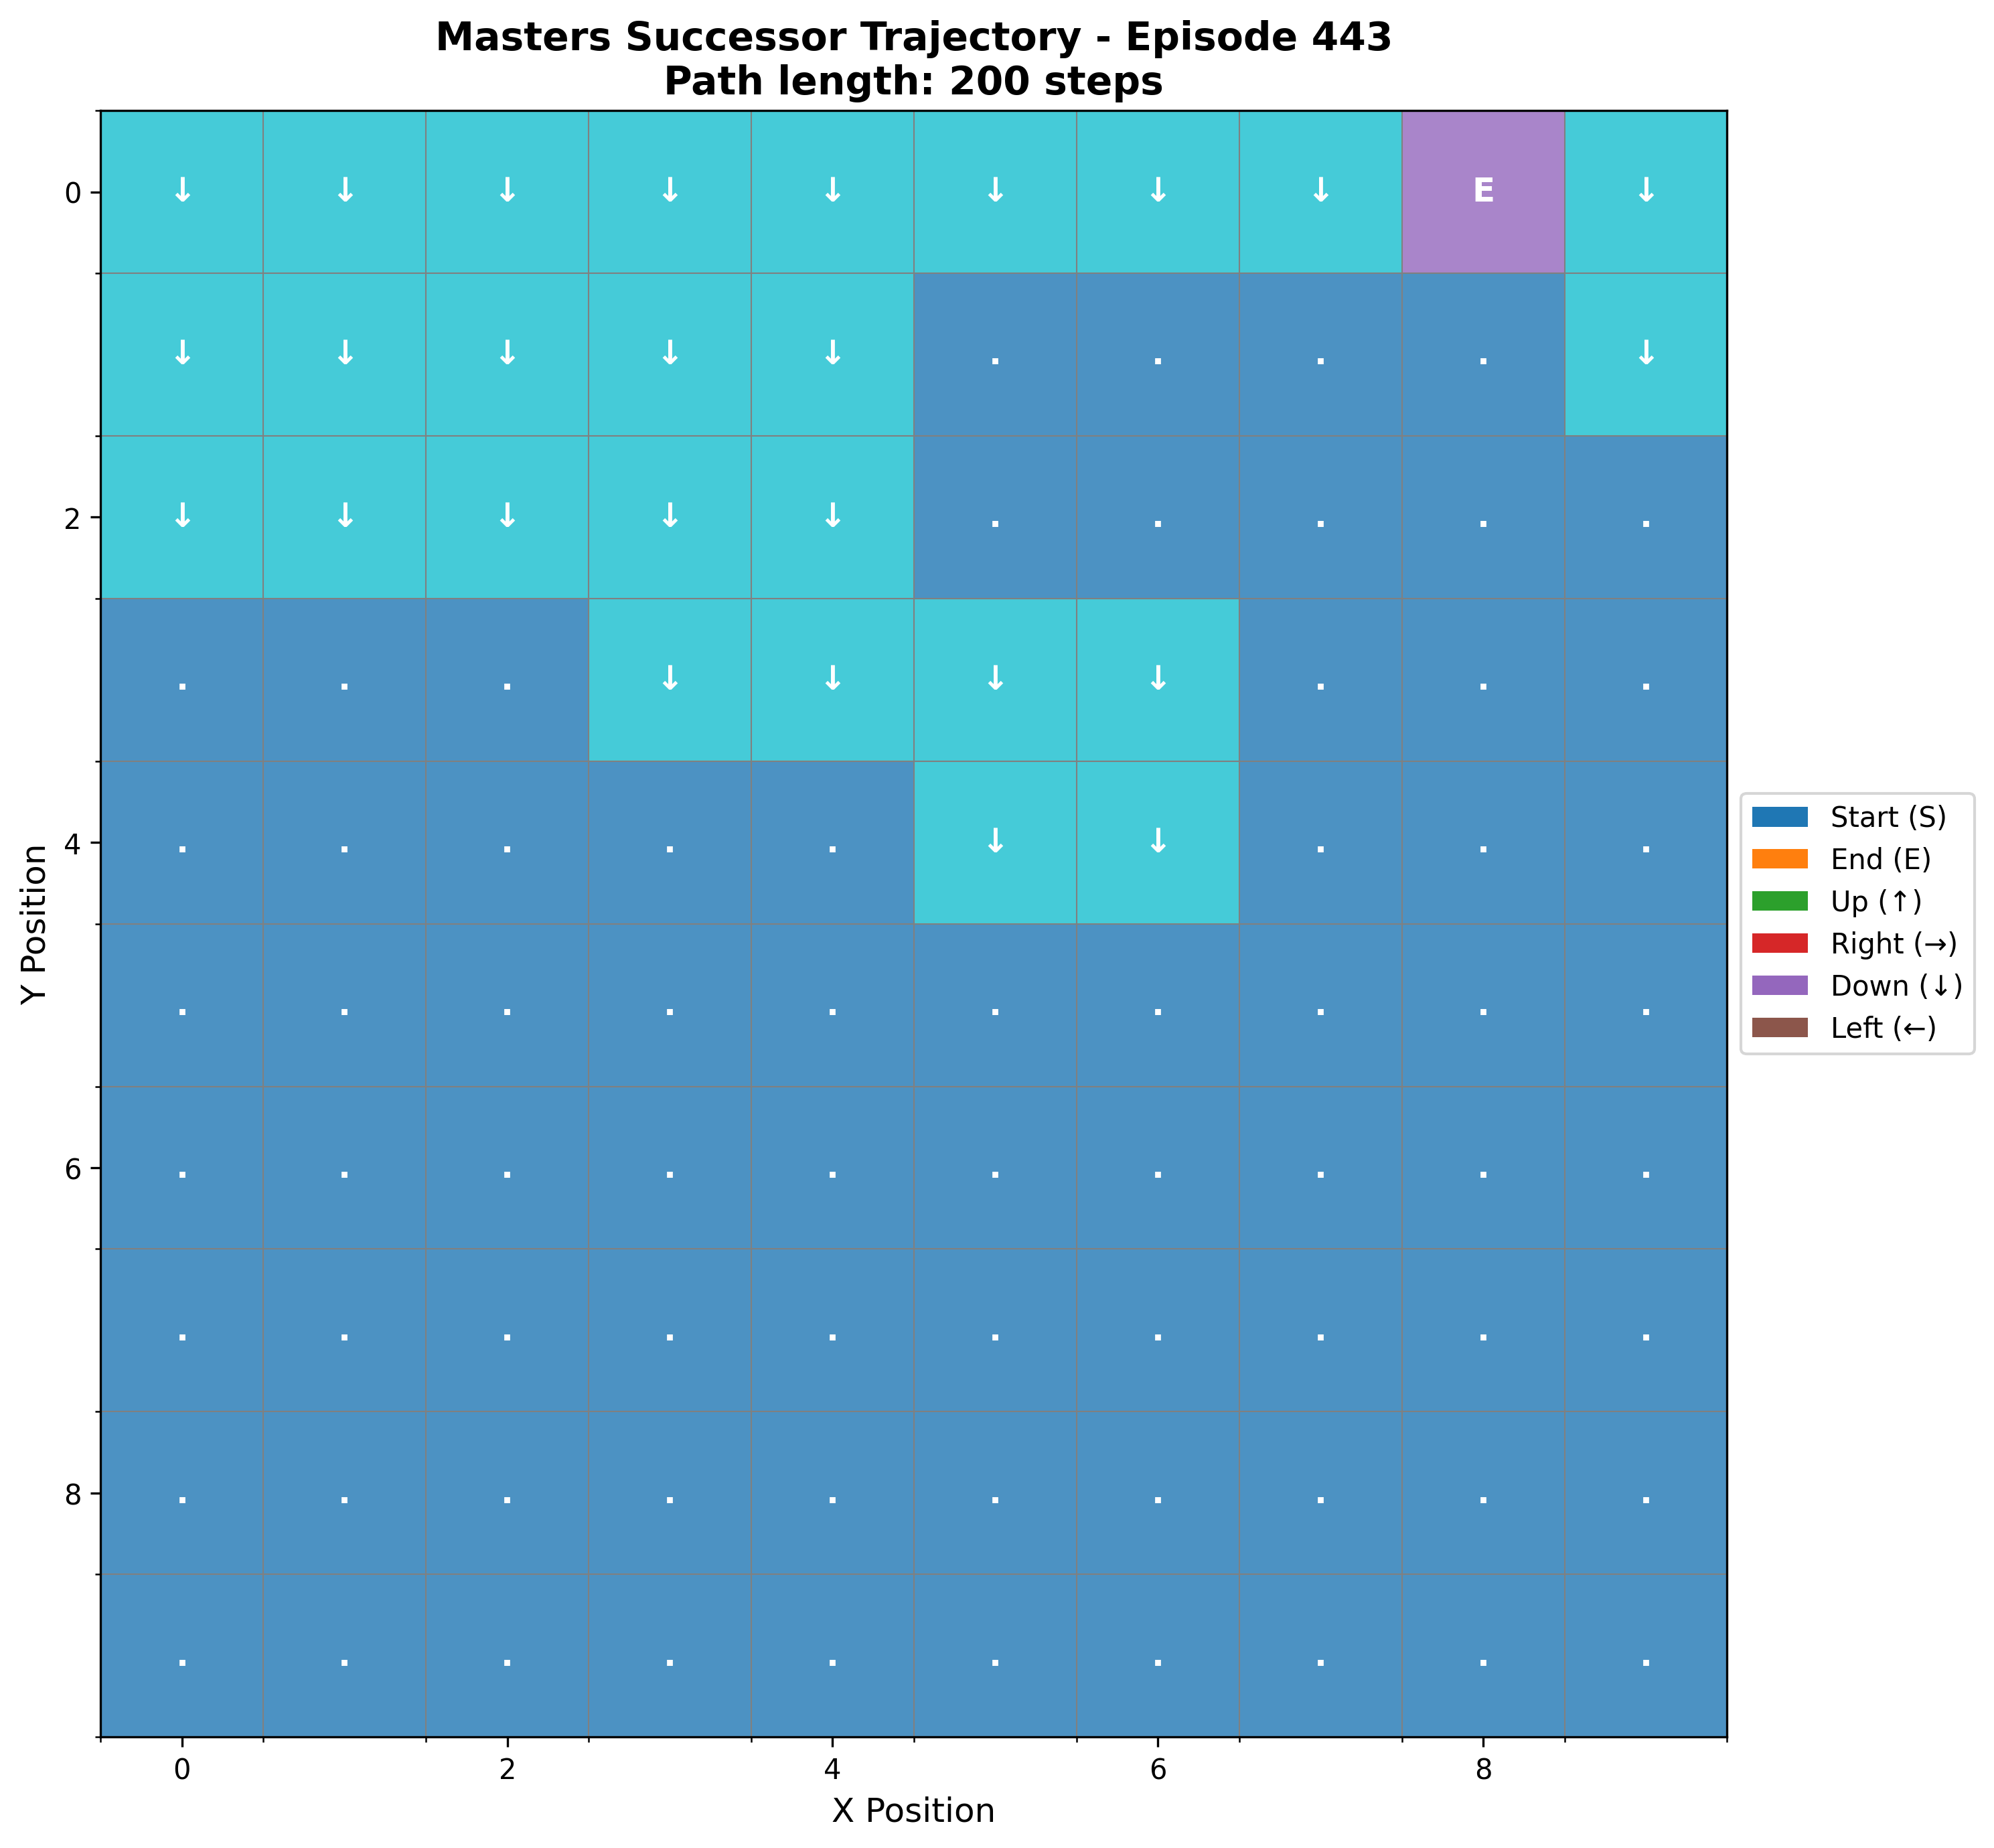 Masters Successor Trajectory - Episode 443
Path length: 200 steps
0 ↓ ↓ ↓ ↓ ↓ ↓ ↓ ↓ E ↓
↓ ↓ ↓ ↓ ↓ . . . . ↓
2 ↓ ↓ ↓ ↓ ↓ . . . . .
. . . ↓ ↓ ↓ ↓ . . .
4 . . . . . ↓ ↓ . . .
. . . . . . . . . .
6 . . . . . . . . . .
. . . . . . . . . .
8 . . . . . . . . . .
. . . . . . . . . .
0 2 4 6 8
X Position
Y Position
Start (S)
End (E)
Up (↑)
Right (→)
Down (↓)
Left (←)